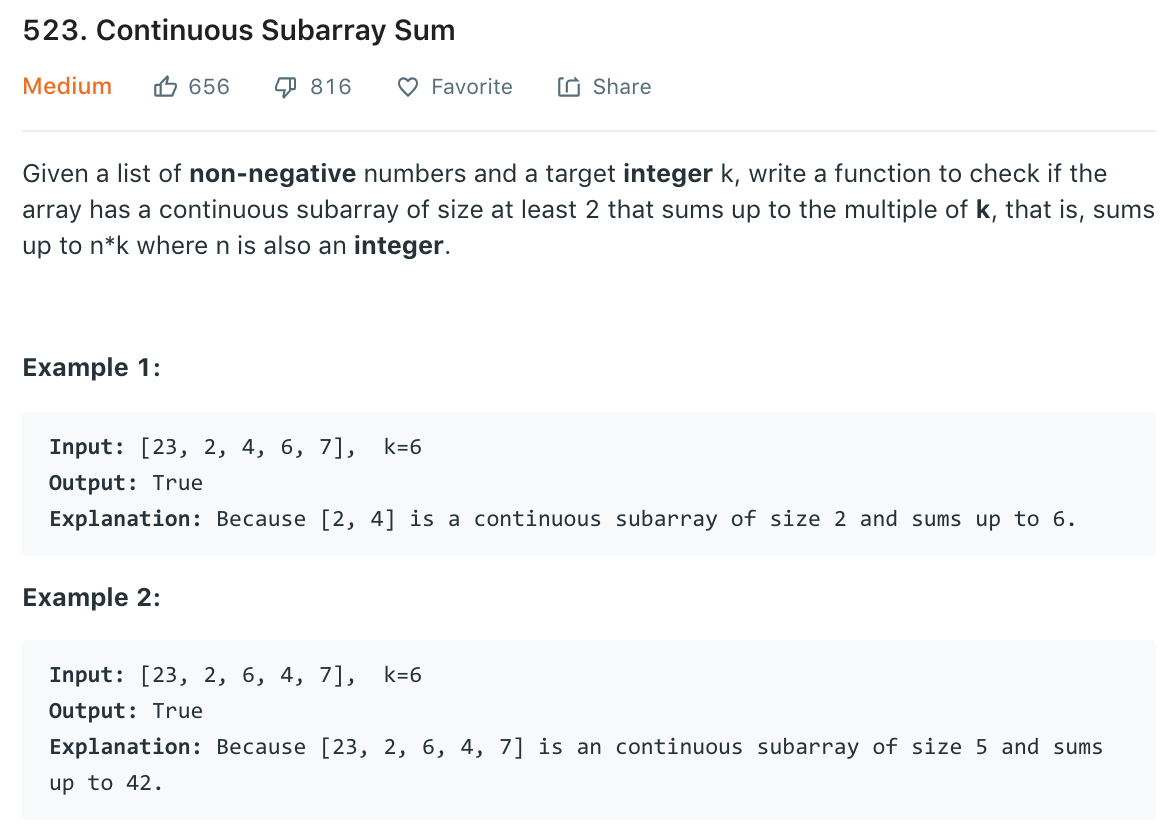 523. Continuous Subarray Sum
Medium 656 816 Favorite Share
Given a list of non-negative numbers and a target integer k, write a function to check if the
array has a continuous subarray of size at least 2 that sums up to the multiple of k, that is, sums
up to n*k where n is also an integer.
Example 1:
Input: [23, 2, 4, 6, 7],  k=6
Output: True
Explanation: Because [2, 4] is a continuous subarray of size 2 and sums up to 6.
Example 2:
Input: [23, 2, 6, 4, 7],  k=6
Output: True
Explanation: Because [23, 2, 6, 4, 7] is an continuous subarray of size 5 and sums
up to 42.